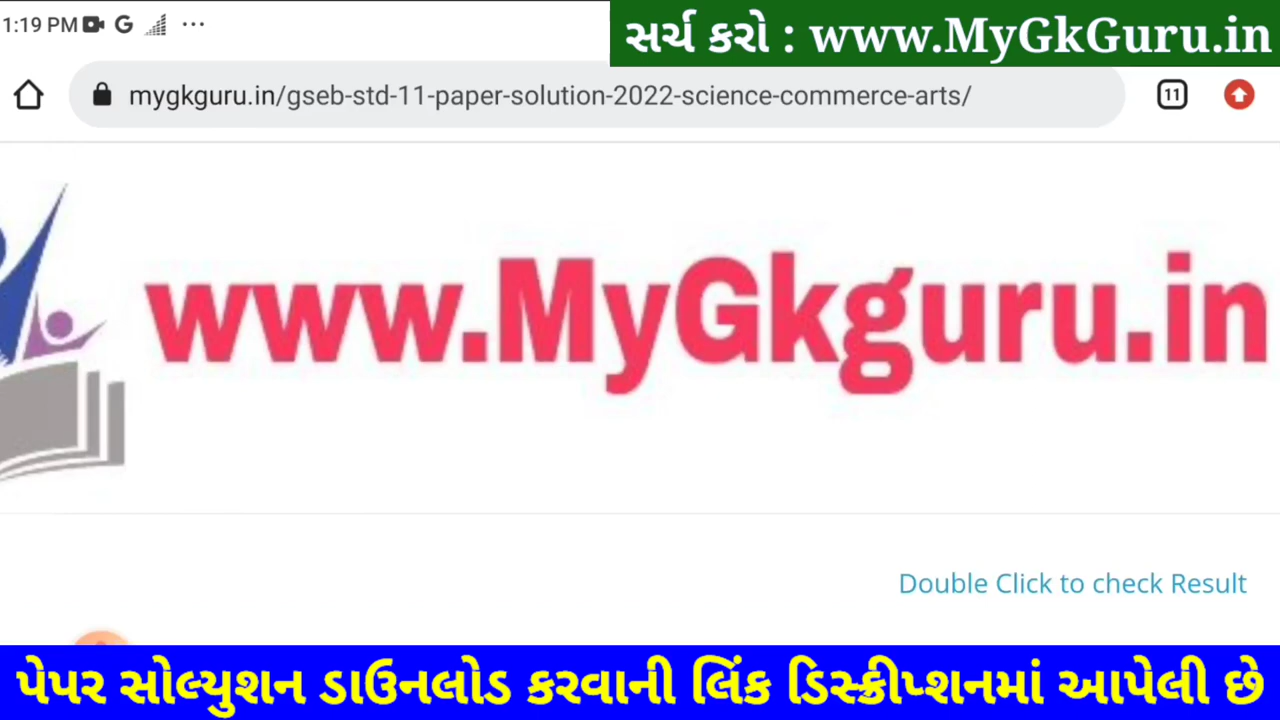 1:19 PM
સર્ચ કરો : www.MyGkGuru.in
mygkguru.in/gseb-std-11-paper-solution-2022-science-commerce-arts/
11
www.MyGkguru.in
Double Click to check Result
પેપર સોલ્યુશન ડાઉનલોડ કરવાની લિંક ડિસ્ક્રીપ્શનમાં આપેલી છે